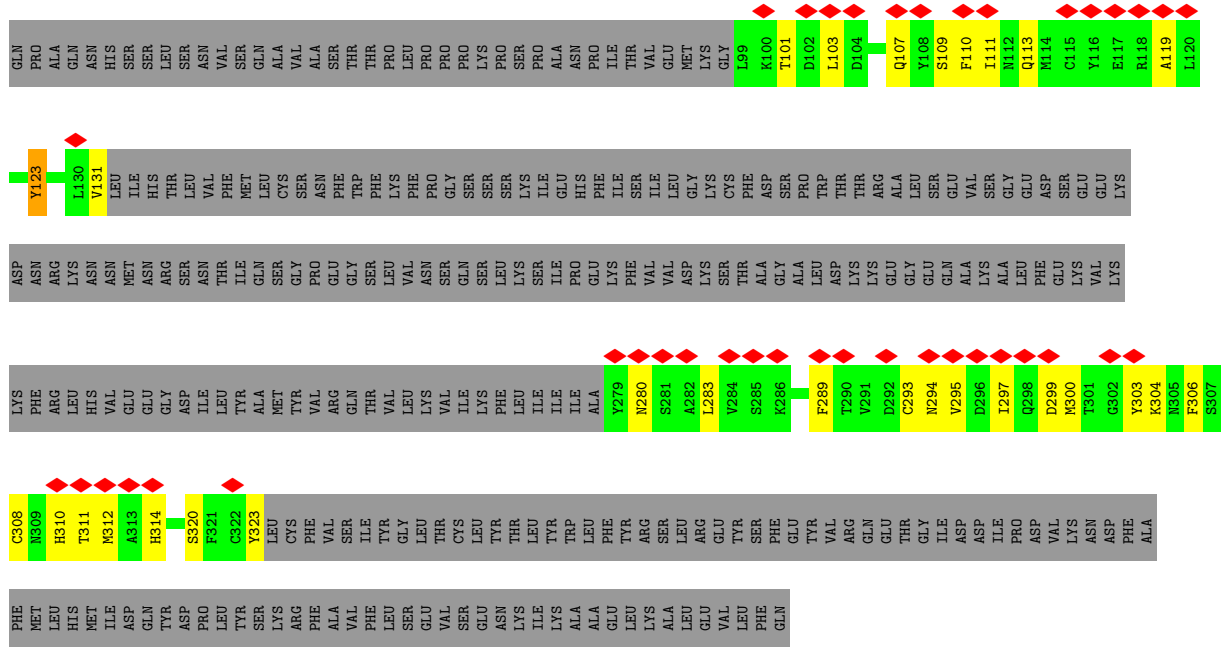 GLN PRO ALA GLN ASN HIS SER SER LEU SER ASN VAL SER GLN ALA VAL ALA SER THR THR PRO LEU PRO PRO PRO LYS PRO SER PRO ALA ASN PRO ILE THR VAL GLU MET LYS GLY L99 K100 T101 D102 L103 D104 Q107 Y108 S109 F110 I111 N112 Q113 M114 C115 Y116 E117 R118 A119 L120
Y123 L130 V131 LEU ILE HIS THR LEU VAL PHE MET LEU CYS SER ASN PHE TRP PHE LYS PHE PRO GLY SER SER SER LYS ILE GLU HIS PHE ILE SER ILE LEU GLY LYS CYS PHE ASP SER PRO TRP THR THR ARG ALA LEU SER GLU VAL SER GLY GLU ASP SER GLU GLU LYS
ASP ASN ARG LYS ASN ASN MET ASN ARG SER ASN THR ILE GLN SER GLY PRO GLU GLY SER LEU VAL ASN SER GLN SER LEU LYS SER ILE PRO GLU LYS PHE VAL VAL ASP LYS SER THR ALA GLY ALA LEU ASP LYS LYS GLU GLY GLU GLN ALA LYS ALA LEU PHE GLU LYS VAL LYS
LYS PHE ARG LEU HIS VAL GLU GLU GLY ASP ILE LEU TYR ALA MET TYR VAL ARG GLN THR VAL LEU LYS VAL ILE LYS PHE LEU ILE ILE ILE ALA Y279 N280 S281 A282 L283 V284 S285 K286 F289 T290 V291 D292 C293 N294 V295 D296 I297 Q298 D299 M300 T301 G302 Y303 K304 N305 F306 S307
C308 N309 H310 T311 M312 A313 H314 S320 F321 C322 Y323 LEU CYS PHE VAL SER ILE TYR GLY LEU THR CYS LEU TYR THR LEU TYR TRP LEU PHE TYR ARG SER LEU ARG GLU TYR SER PHE GLU TYR VAL ARG GLN GLU THR GLY ILE ASP ASP ILE PRO ASP VAL LYS ASN ASP PHE ALA
PHE MET LEU HIS MET ILE ASP GLN TYR ASP PRO LEU TYR SER LYS ARG PHE ALA VAL PHE LEU SER GLU VAL SER GLU ASN LYS ILE LYS ALA ALA GLU LEU LYS ALA LEU GLU VAL LEU PHE GLN